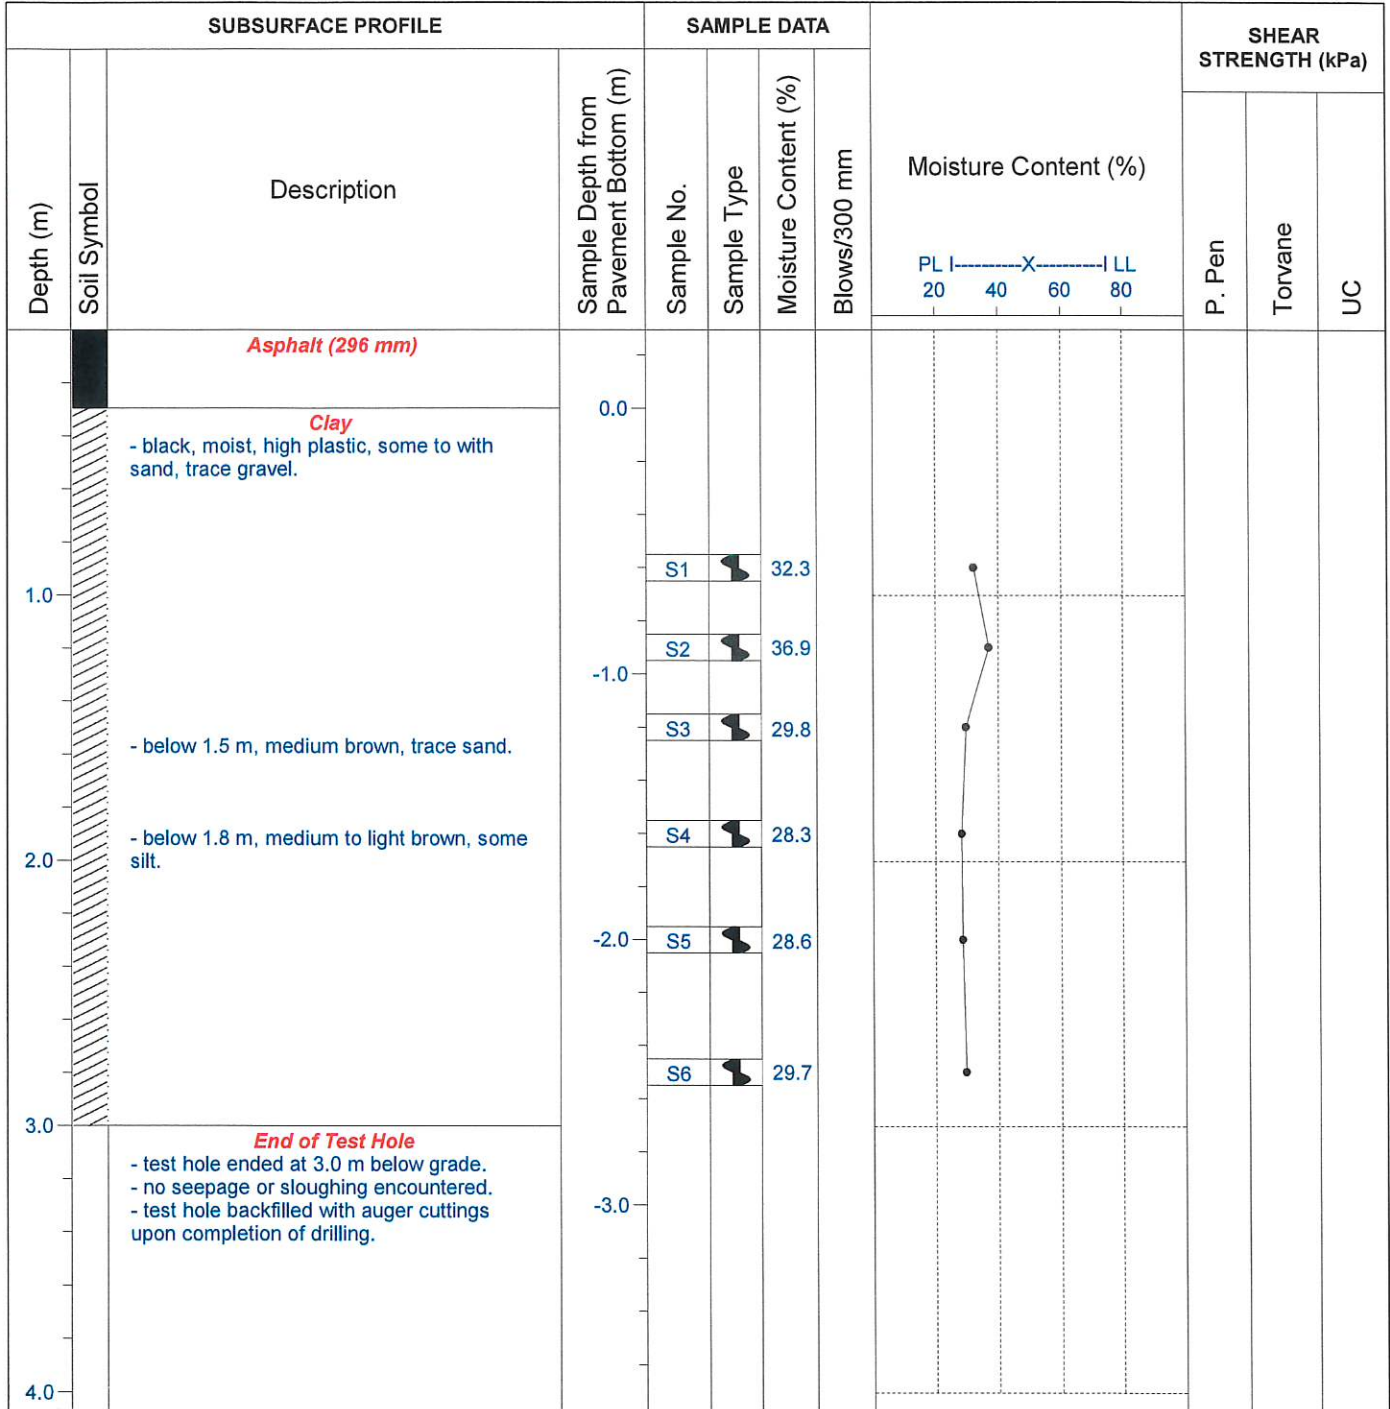 SUBSURFACE PROFILE
SAMPLE DATA
SHEAR
STRENGTH (kPa)
Depth (m)
Soil Symbol
Description
Sample Depth from
Pavement Bottom (m)
Sample No.
Sample Type
Moisture Content (%)
Blows/300 mm
Moisture Content (%)
PL I----------X----------I LL
20 40 60 80
P. Pen
Torvane
UC
Asphalt (296 mm)
0.0
Clay
- black, moist, high plastic, some to with
sand, trace gravel.
S1 32.3
1.0
S2 36.9
-1.0
S3 29.8
- below 1.5 m, medium brown, trace sand.
S4 28.3
- below 1.8 m, medium to light brown, some
silt.
2.0
-2.0 S5 28.6
S6 29.7
3.0
End of Test Hole
- test hole ended at 3.0 m below grade.
- no seepage or sloughing encountered.
- test hole backfilled with auger cuttings
upon completion of drilling.
-3.0
4.0